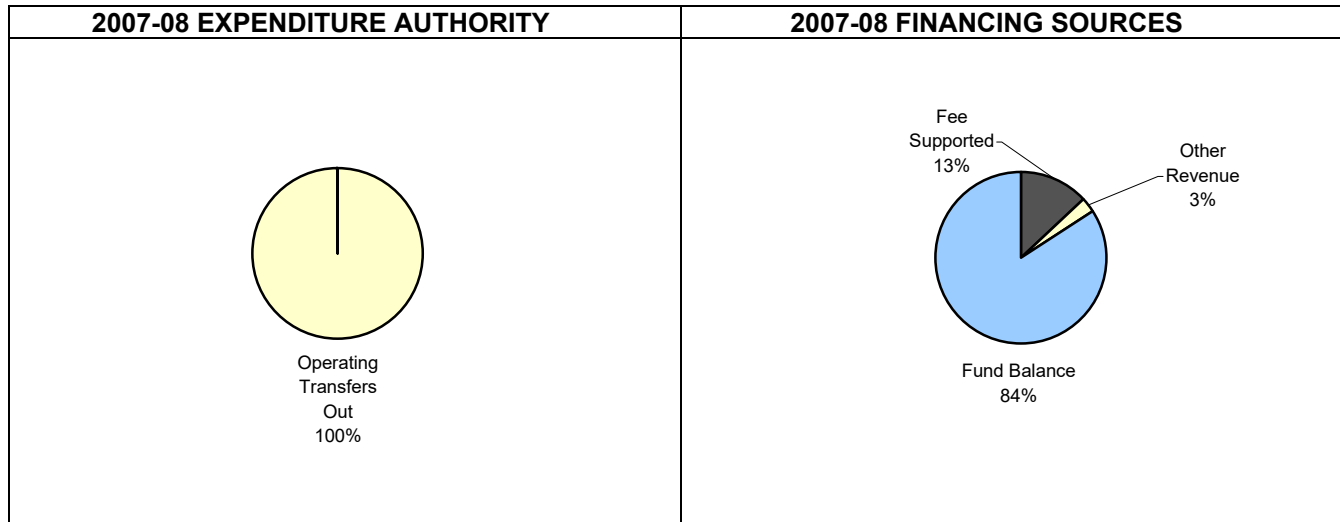 2007-08 EXPENDITURE AUTHORITY
Operating
Transfers
Out
100%
2007-08 FINANCING SOURCES
Fee
Supported
13%
Other
Revenue
3%
Fund Balance
84%